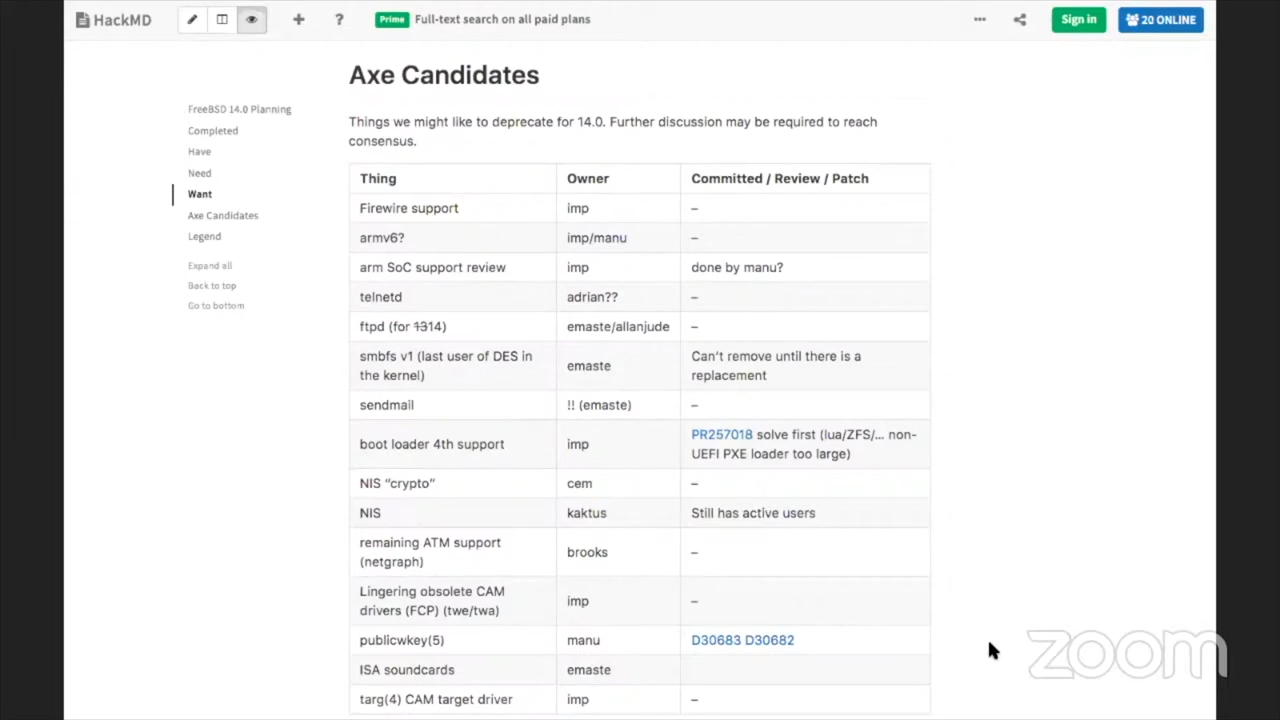 HackMD
?
Prime Full-text search on all paid plans
Sign in
20 ONLINE
FreeBSD 14.0 Planning
Completed
Have
Need
Want
Axe Candidates
Legend
Expand all
Back to top
Go to bottom
Axe Candidates
Things we might like to deprecate for 14.0. Further discussion may be required to reach
consensus.
Thing Owner Committed / Review / Patch
Firewire support imp –
armv6? imp/manu –
arm SoC support review imp done by manu?
telnetd adrian?? –
ftpd (for 1314) emaste/allanjude –
smbfs v1 (last user of DES in
the kernel)
emaste
Can't remove until there is a
replacement
sendmail !! (emaste) –
boot loader 4th support imp
PR257018 solve first (lua/ZFS/... non-
UEFI PXE loader too large)
NIS "crypto" cem –
NIS kaktus Still has active users
remaining ATM support
(netgraph)
brooks –
Lingering obsolete CAM
drivers (FCP) (twe/twa)
imp –
publicwkey(5) manu D30683 D30682
ISA soundcards emaste
targ(4) CAM target driver imp –
zoom